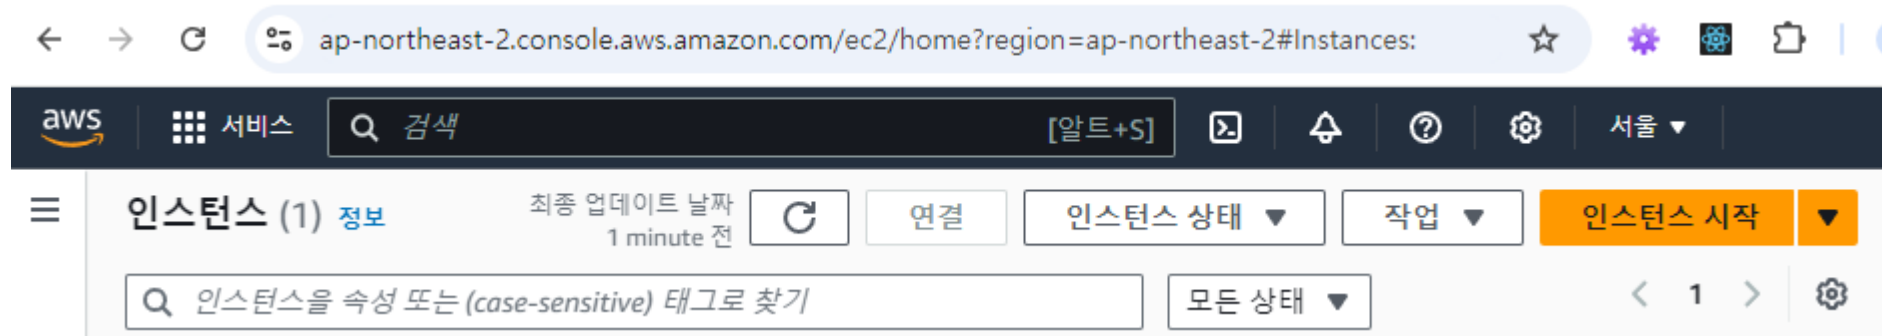 ap-northeast-2.console.aws.amazon.com/ec2/home?region=ap-northeast-2#Instances:
aws 서비스 검색 [알트+S] 서울
인스턴스 (1) 정보 최종 업데이트 날짜 1 minute 전 연결 인스턴스 상태 작업 인스턴스 시작
인스턴스을 속성 또는 (case-sensitive) 태그로 찾기 모든 상태 1